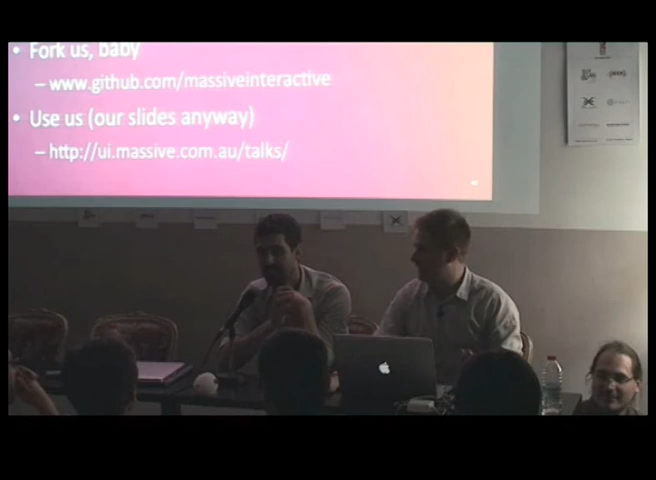 • Fork us, baby
– www.github.com/massiveinteractive
• Use us (our slides anyway)
– http://ui.massive.com.au/talks/